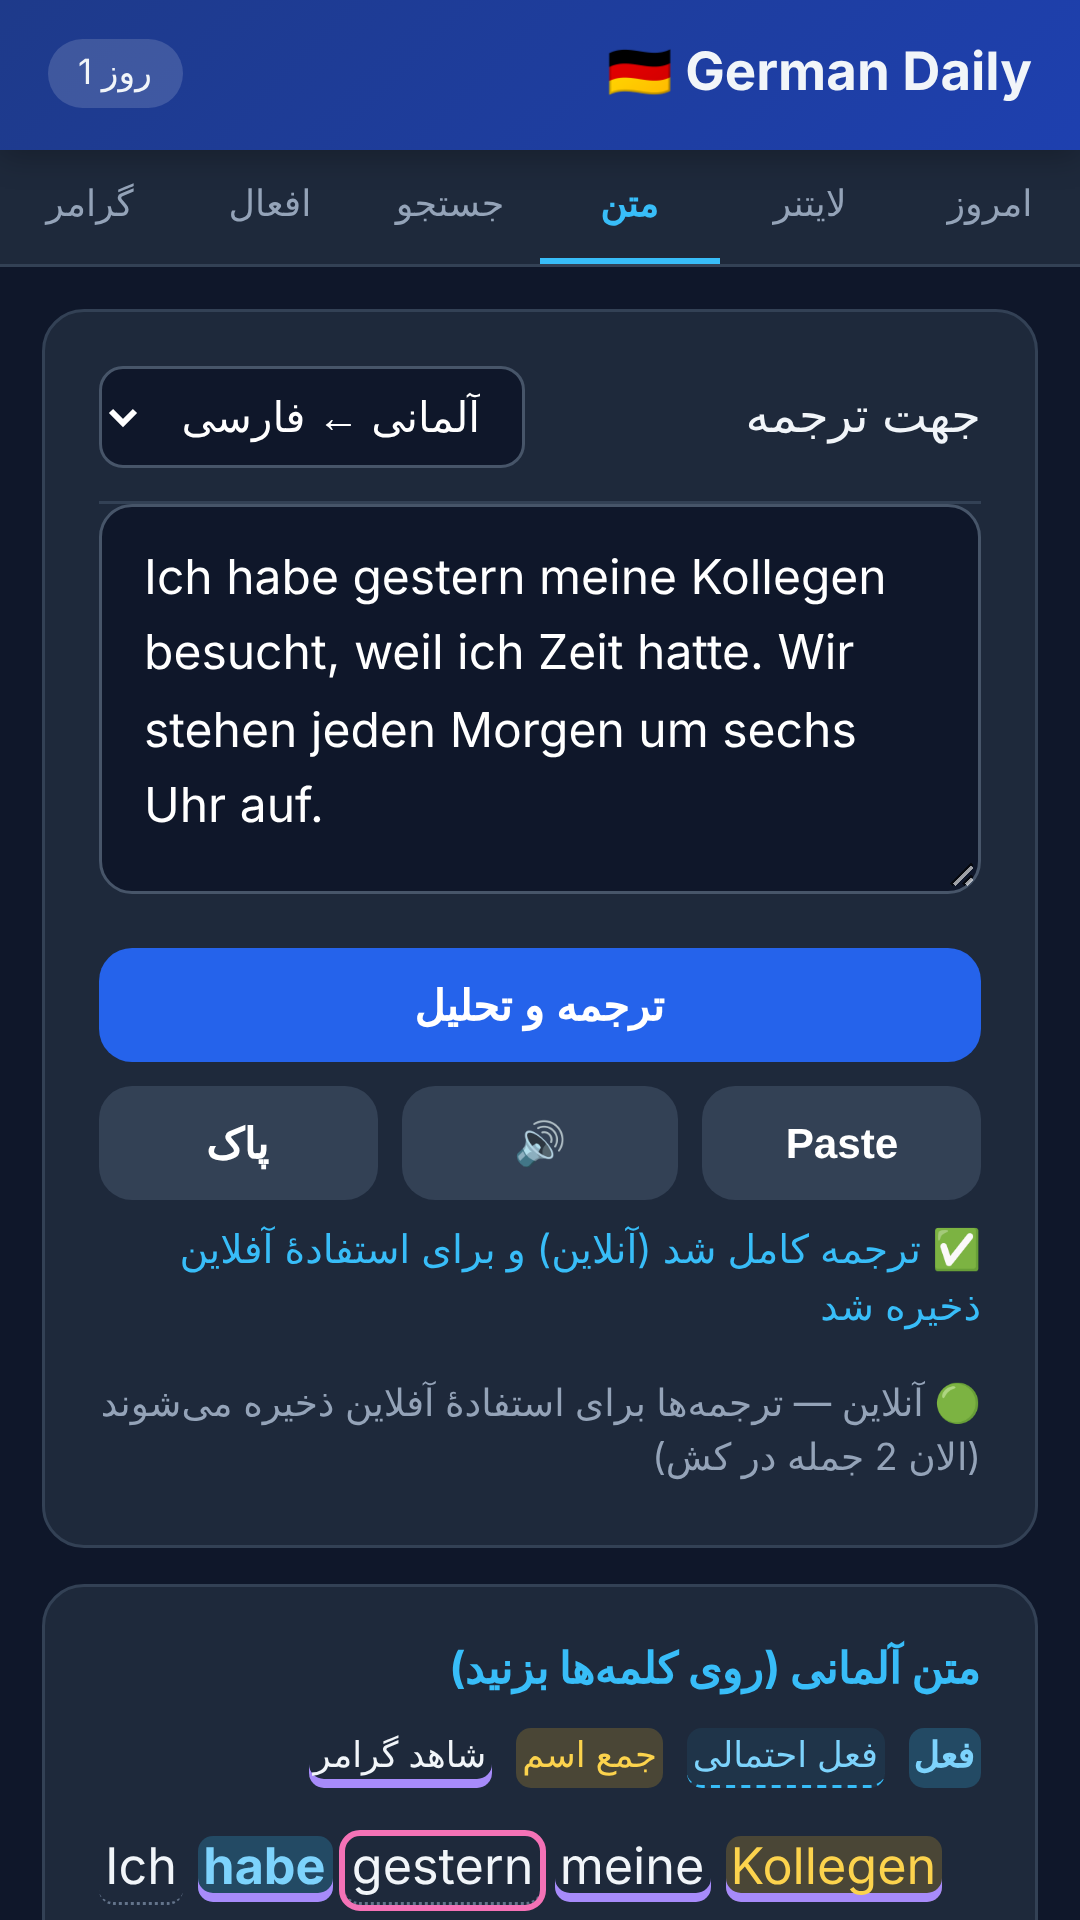 🇩🇪 German Daily
روز 1
امروز
لایتنر
متن
جستجو
افعال
گرامر
جهت ترجمه
آلمانی ← فارسی
Ich habe gestern meine Kollegen
besucht, weil ich Zeit hatte. Wir
stehen jeden Morgen um sechs
Uhr auf.
ترجمه و تحلیل
Paste
🔊
پاک
✅ ترجمه کامل شد (آنلاین) و برای استفادهٔ آفلاین
ذخیره شد
🟢 آنلاین — ترجمه‌ها برای استفادهٔ آفلاین ذخیره می‌شوند
(الان 2 جمله در کش)
متن آلمانی (روی کلمه‌ها بزنید)
فعل
فعل احتمالی
جمع اسم
شاهد گرامر
Ich habe gestern meine Kollegen